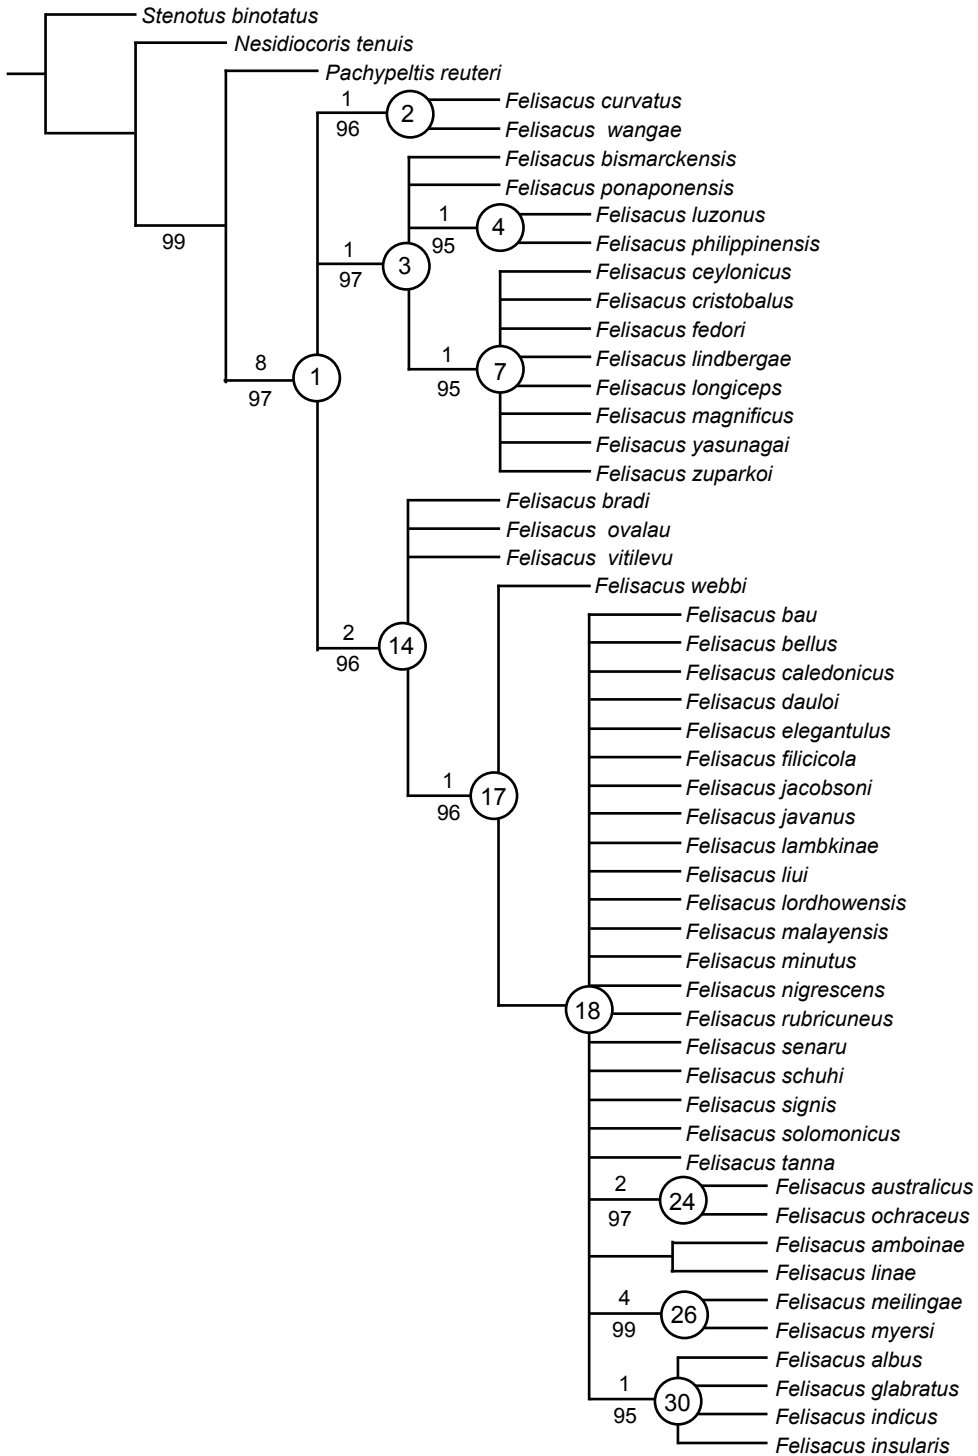 Stenotus binotatus
Nesidiocoris tenuis
Pachypeltis reuteri
1
2
96
Felisacus curvatus
Felisacus wangae
Felisacus bismarckensis
Felisacus ponaponensis
1
4
95
Felisacus luzonus
Felisacus philippinensis
99
1
3
97
Felisacus ceylonicus
Felisacus cristobalus
Felisacus fedori
Felisacus lindbergae
1
7
95
Felisacus longiceps
Felisacus magnificus
Felisacus yasunagai
Felisacus zuparkoi
8
1
97
Felisacus bradi
Felisacus ovalau
Felisacus vitilevu
Felisacus webbi
2
14
96
Felisacus bau
Felisacus bellus
Felisacus caledonicus
Felisacus dauloi
Felisacus elegantulus
Felisacus filicicola
1
17
96
Felisacus jacobsoni
Felisacus javanus
Felisacus lambkinae
Felisacus liui
Felisacus lordhowensis
Felisacus malayensis
Felisacus minutus
Felisacus nigrescens
18
Felisacus rubricuneus
Felisacus senaru
Felisacus schuhi
Felisacus signis
Felisacus solomonicus
Felisacus tanna
2
24
97
Felisacus australicus
Felisacus ochraceus
Felisacus amboinae
Felisacus linae
4
26
99
Felisacus meilingae
Felisacus myersi
1
30
95
Felisacus albus
Felisacus glabratus
Felisacus indicus
Felisacus insularis